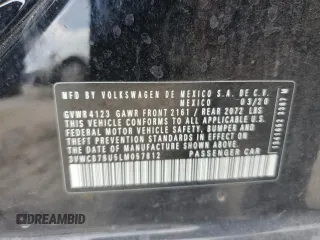 MFD. BY VOLKSWAGEN DE MEXICO S.A. DE C.V.
03/20
GVWR 4123 GAWR FRONT 2161 / REAR 2072 LBS
THIS VEHICLE CONFORMS TO ALL APPLICABLE
FEDERAL MOTOR VEHICLE SAFETY, BUMPER AND
THEFT PREVENTION STANDARDS IN EFFECT ON
THE DATE OF MANUFACTURE SHOWN ABOVE
3VWCB7BU5LM057812
PASSENGER CAR
DREAMBID